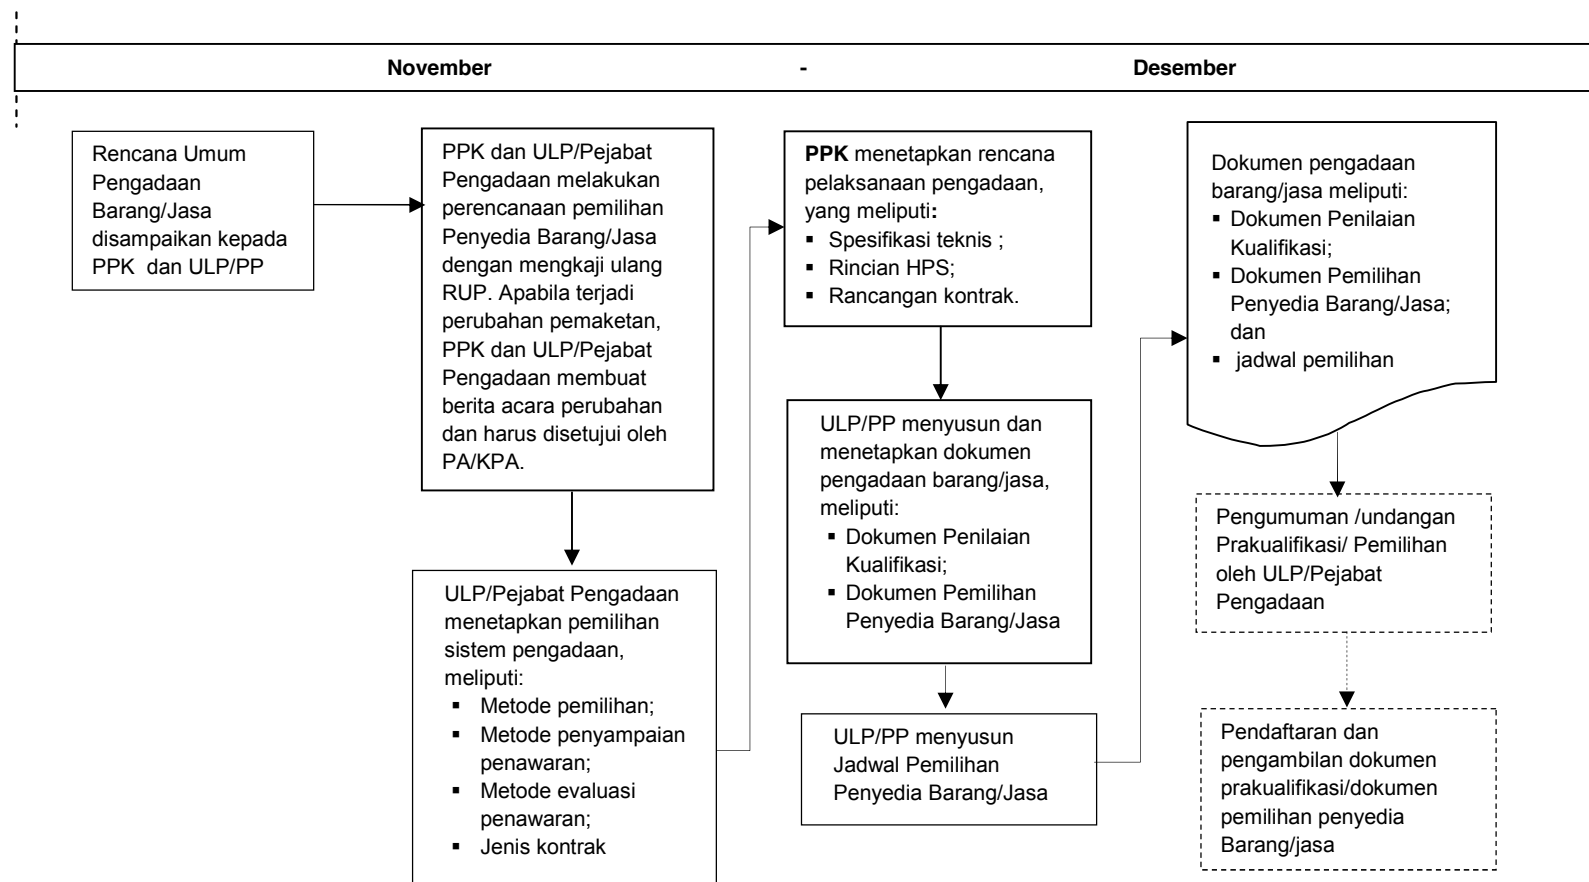 November - Desember
Rencana Umum
Pengadaan
Barang/Jasa
disampaikan kepada
PPK dan ULP/PP
PPK dan ULP/Pejabat
Pengadaan melakukan
perencanaan pemilihan
Penyedia Barang/Jasa
dengan mengkaji ulang
RUP. Apabila terjadi
perubahan pemaketan,
PPK dan ULP/Pejabat
Pengadaan membuat
berita acara perubahan
dan harus disetujui oleh
PA/KPA.
ULP/Pejabat Pengadaan
menetapkan pemilihan
sistem pengadaan,
meliputi:
▪ Metode pemilihan;
▪ Metode penyampaian
penawaran;
▪ Metode evaluasi
penawaran;
▪ Jenis kontrak
PPK menetapkan rencana
pelaksanaan pengadaan,
yang meliputi:
▪ Spesifikasi teknis ;
▪ Rincian HPS;
▪ Rancangan kontrak.
ULP/PP menyusun dan
menetapkan dokumen
pengadaan barang/jasa,
meliputi:
▪ Dokumen Penilaian
Kualifikasi;
▪ Dokumen Pemilihan
Penyedia Barang/Jasa
ULP/PP menyusun
Jadwal Pemilihan
Penyedia Barang/Jasa
Dokumen pengadaan
barang/jasa meliputi:
▪ Dokumen Penilaian
Kualifikasi;
▪ Dokumen Pemilihan
Penyedia Barang/Jasa;
dan
▪ jadwal pemilihan
Pengumuman /undangan
Prakualifikasi/ Pemilihan
oleh ULP/Pejabat
Pengadaan
Pendaftaran dan
pengambilan dokumen
prakualifikasi/dokumen
pemilihan penyedia
Barang/jasa